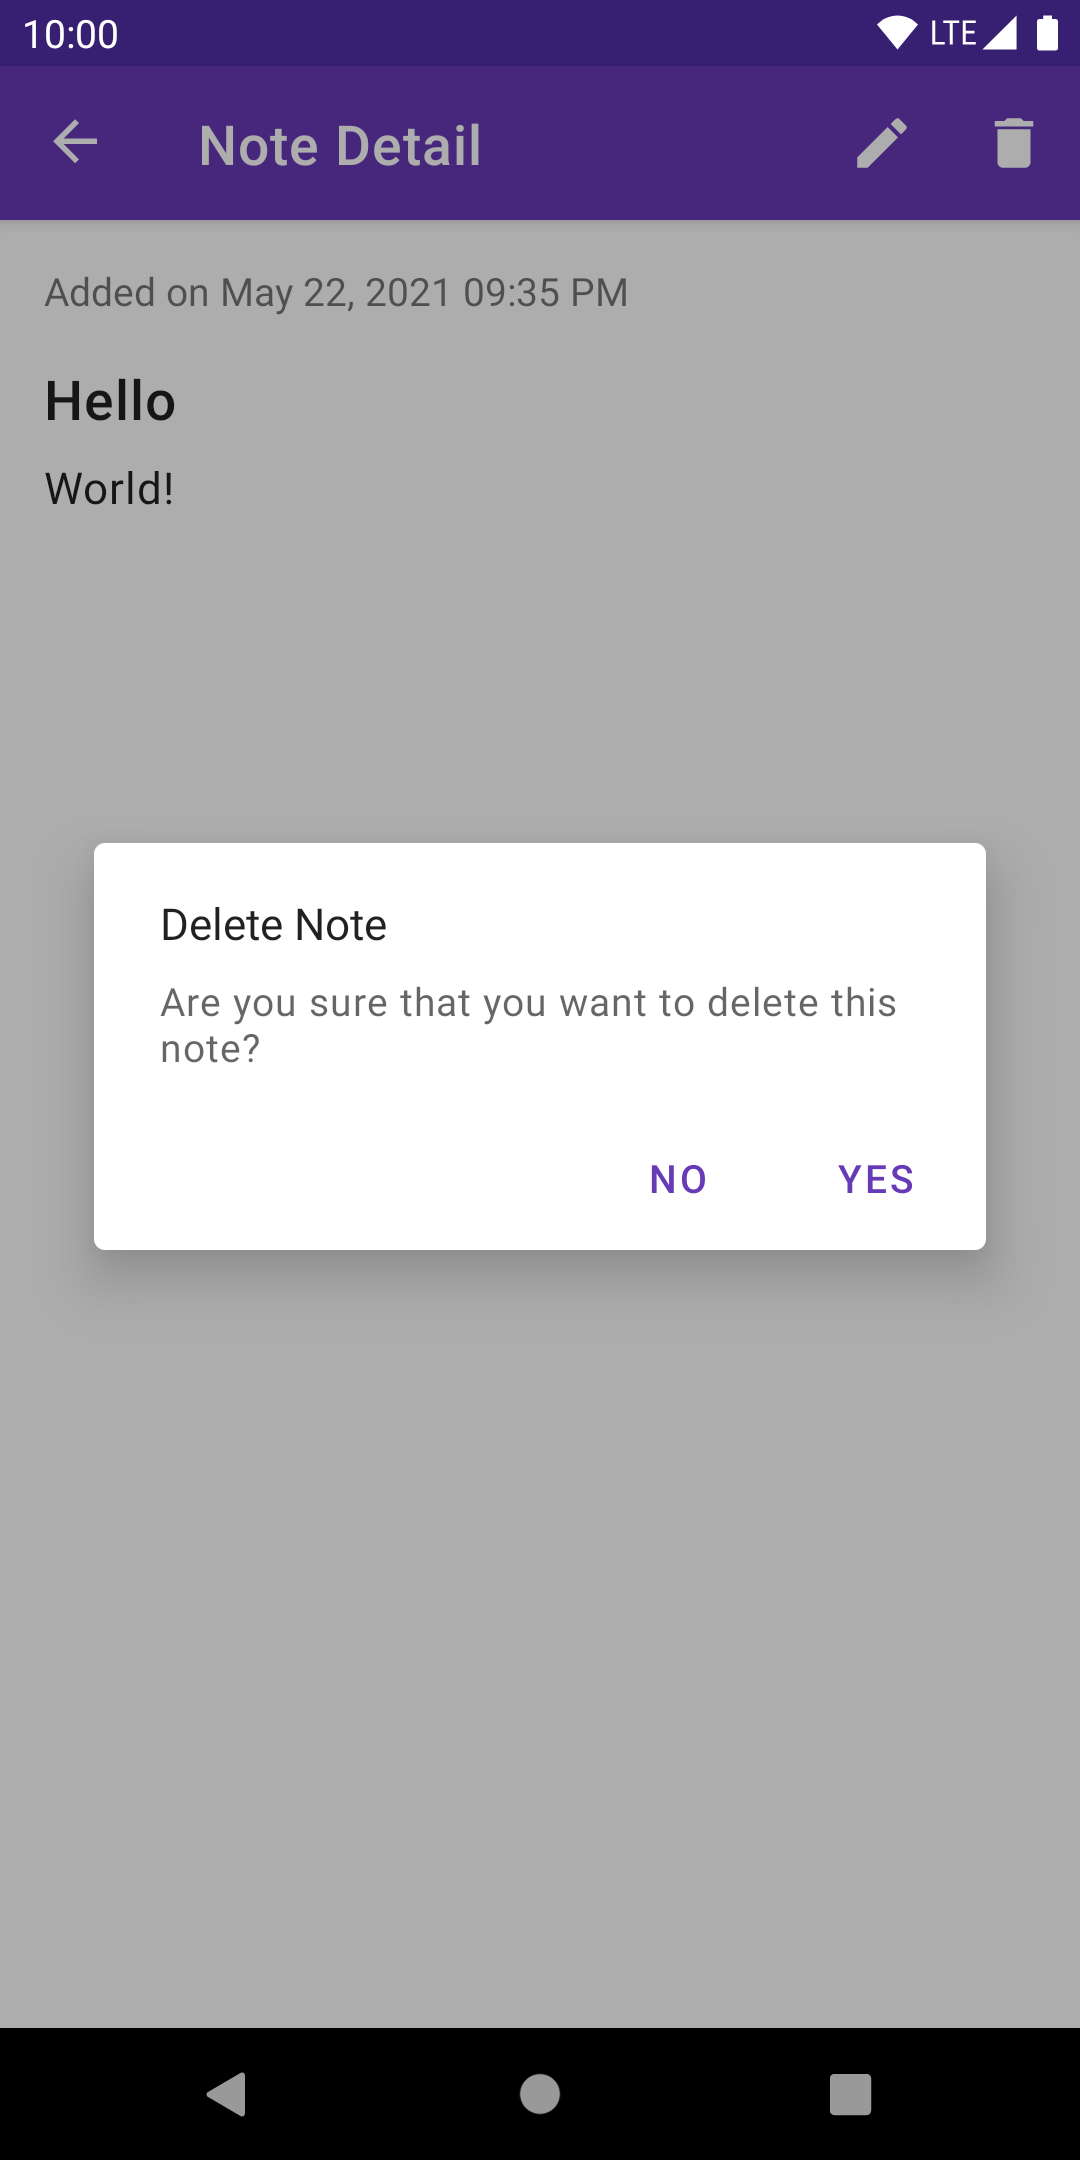 10:00 LTE
Note Detail
Added on May 22, 2021 09:35 PM
Hello
World!
Delete Note
Are you sure that you want to delete this
note?
NO YES